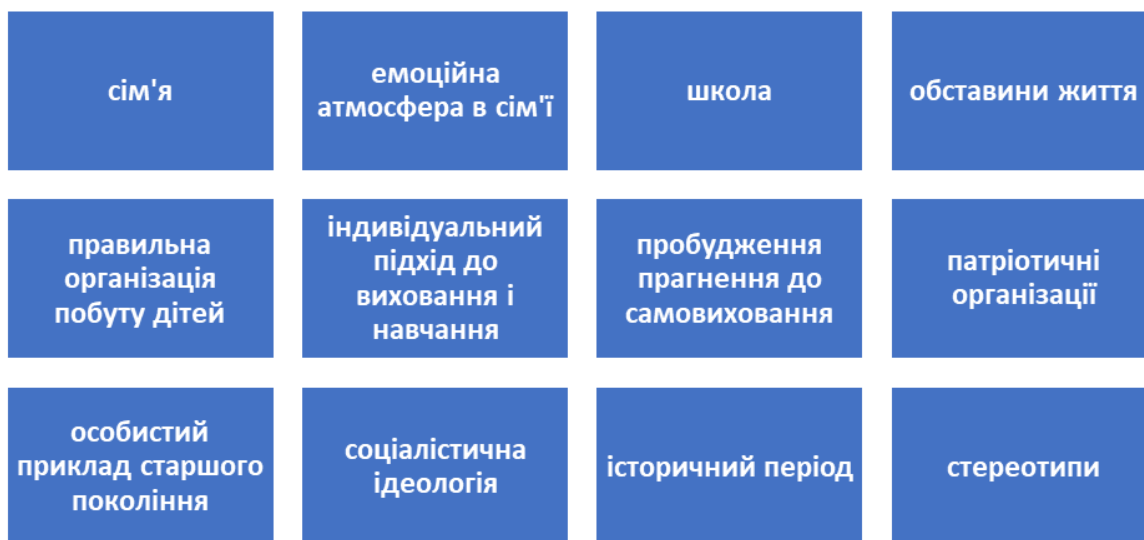 сім'я
емоційна
атмосфера в сім'ї
школа
обставини життя
правильна
організація
побуту дітей
індивідуальний
підхід до
виховання і
навчання
пробудження
прагнення до
самовиховання
патріотичні
організації
особистий
приклад старшого
покоління
соціалістична
ідеологія
історичний період
стереотипи